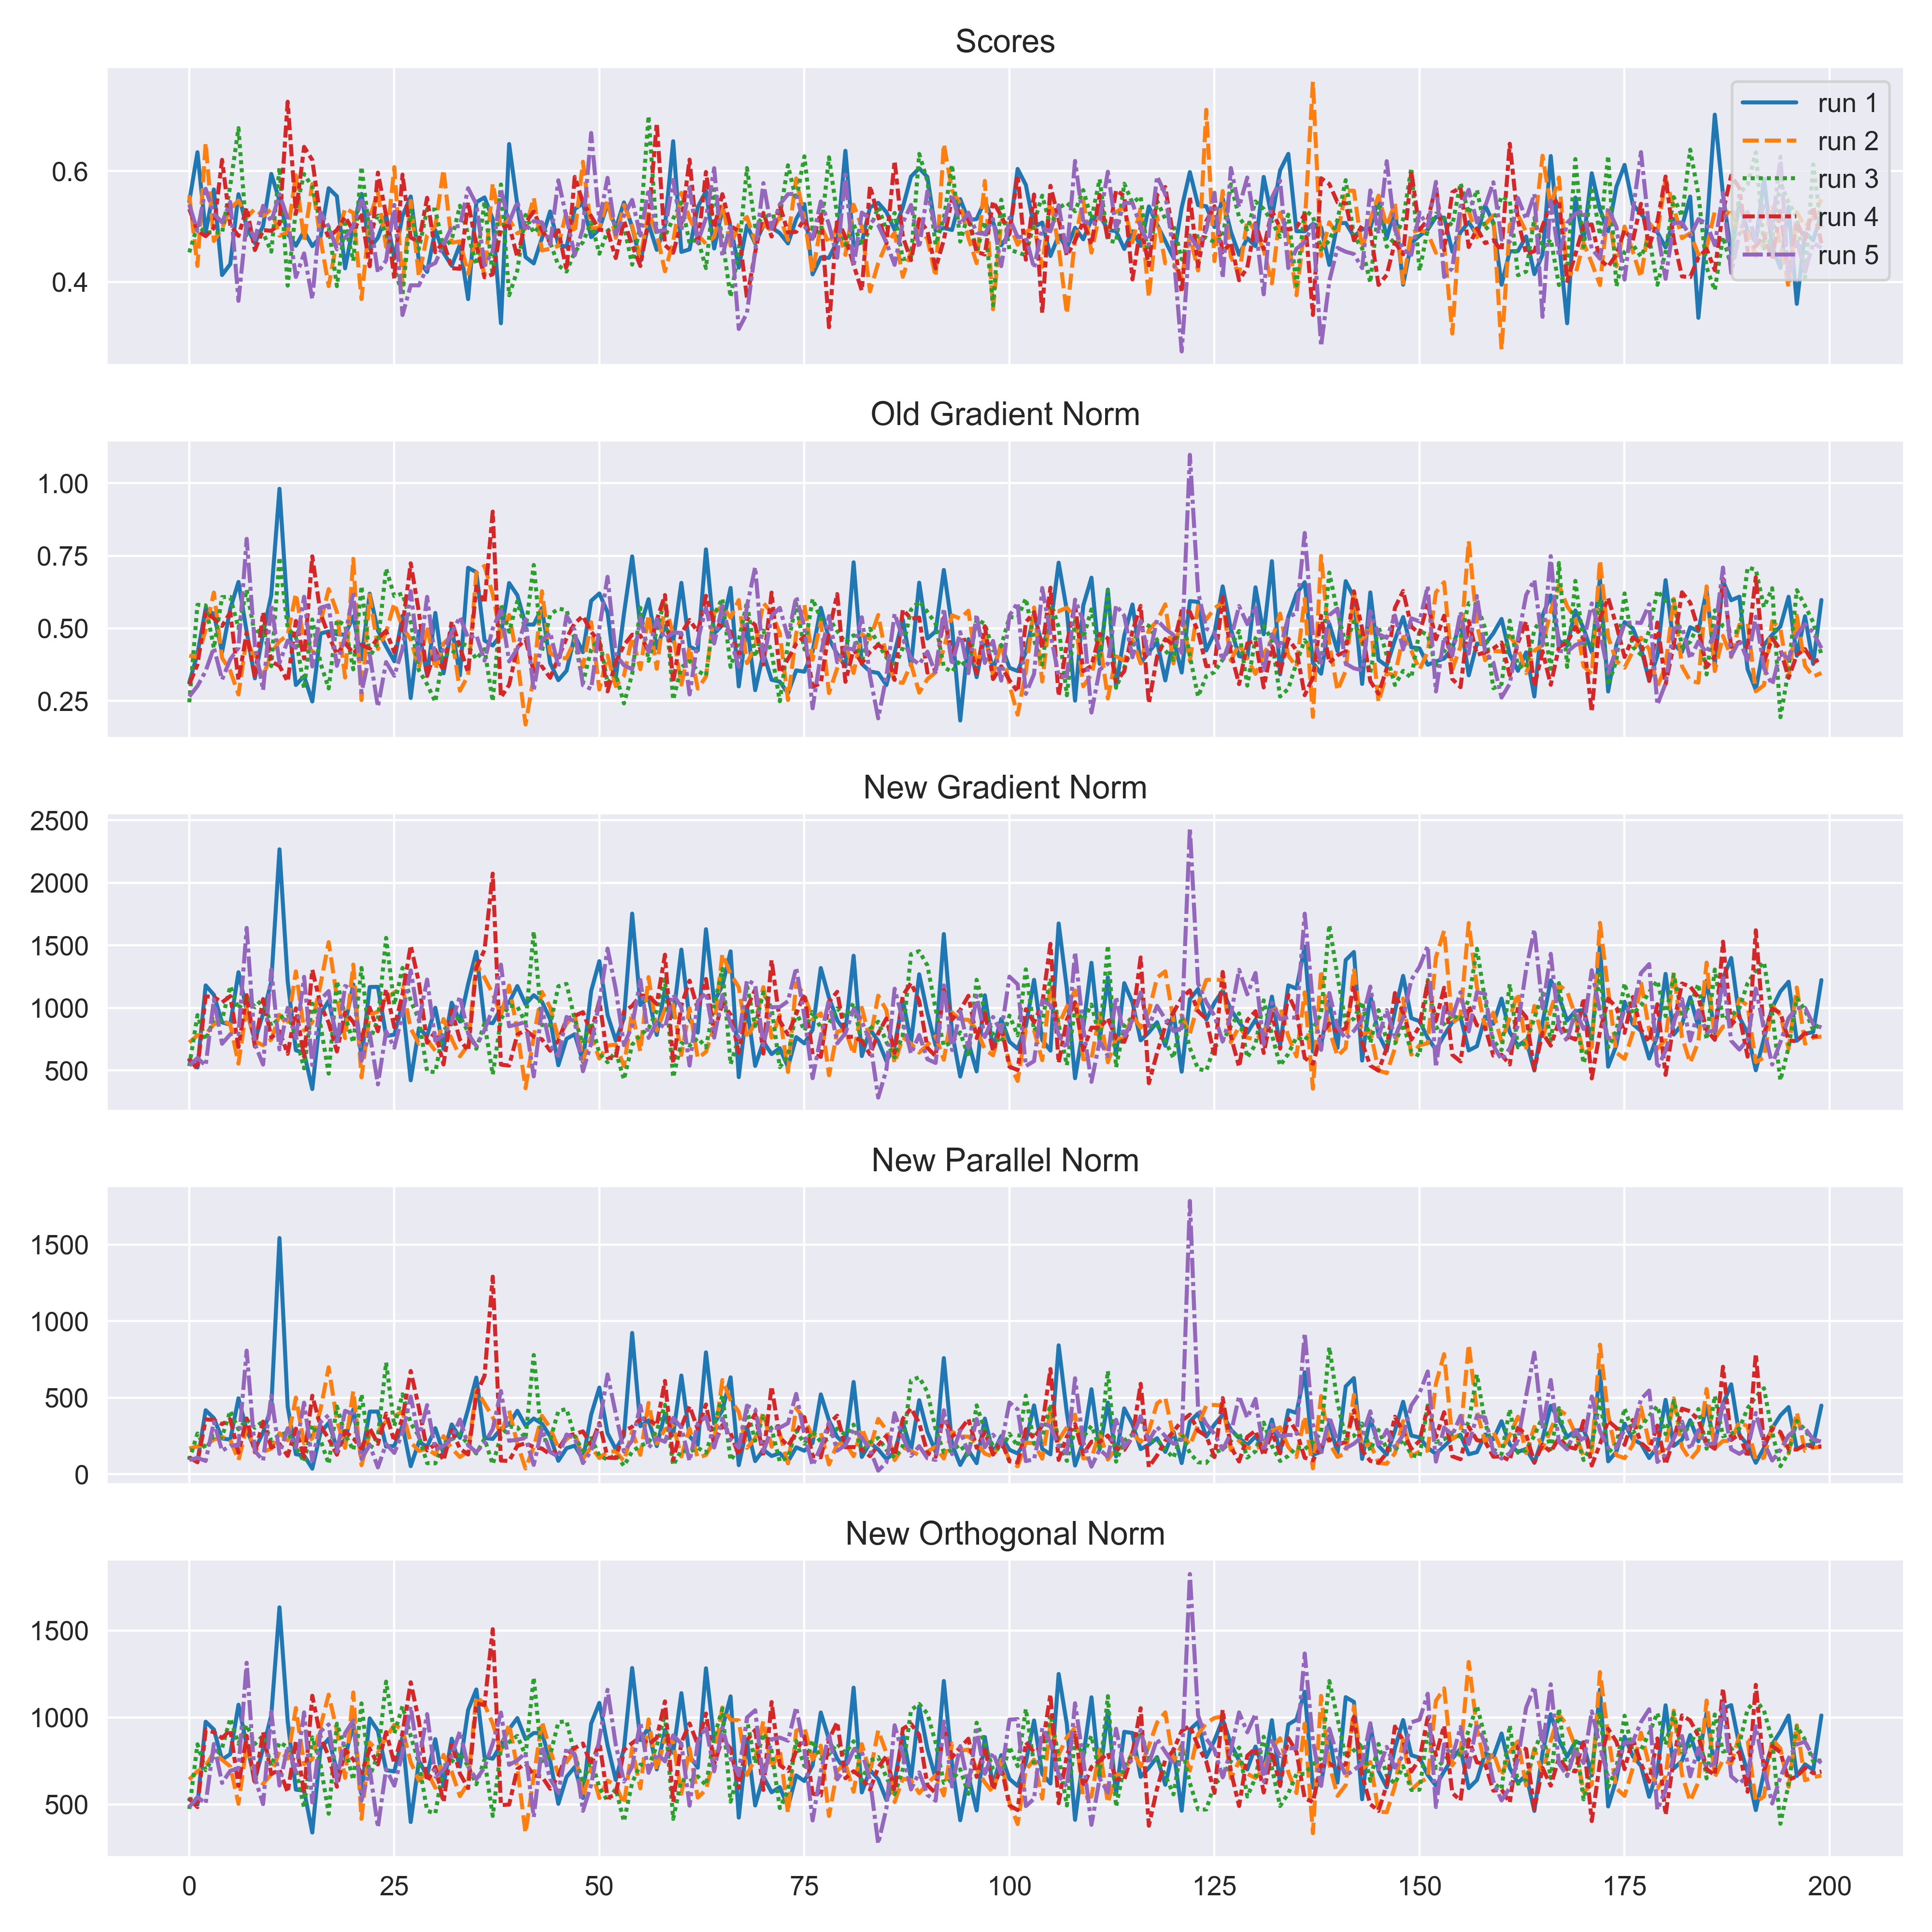 Scores
0.6
0.4
run 1
run 2
run 3
run 4
run 5
Old Gradient Norm
1.00
0.75
0.50
0.25
New Gradient Norm
2500
2000
1500
1000
500
New Parallel Norm
1500
1000
500
0
New Orthogonal Norm
1500
1000
500
0 25 50 75 100 125 150 175 200